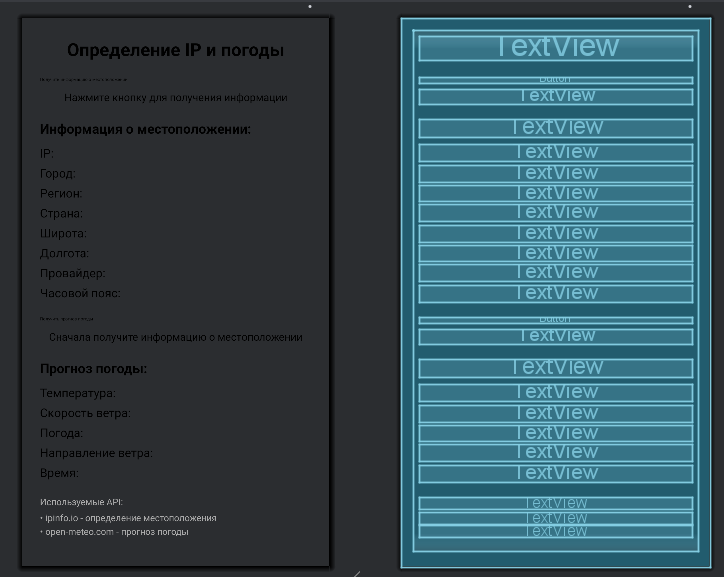 Определение IP и погоды
Нажмите кнопку для получения информации
Информация о местоположении:
IP:
Город:
Регион:
Страна:
Широта:
Долгота:
Провайдер:
Часовой пояс:
Сначала получите информацию о местоположении
Прогноз погоды:
Температура:
Скорость ветра:
Погода:
Направление ветра:
Время:
Используемые API:
• ipinfo.io - определение местоположения
• open-meteo.com - прогноз погоды
TextView
Button
TextView
TextView
TextView
TextView
TextView
TextView
TextView
TextView
TextView
TextView
Button
TextView
TextView
TextView
TextView
TextView
TextView
TextView
TextView
TextView
TextView